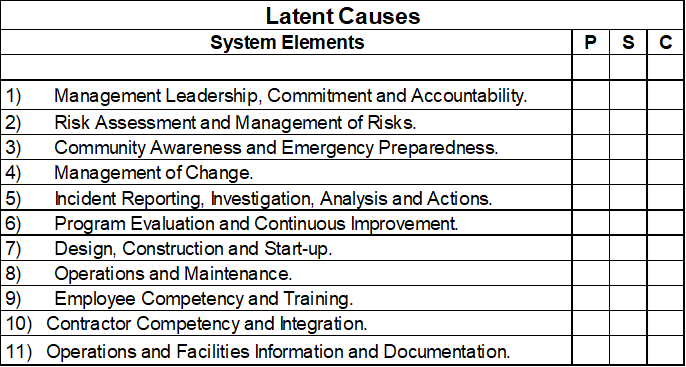 Latent Causes
System Elements P S C
1) Management Leadership, Commitment and Accountability.
2) Risk Assessment and Management of Risks.
3) Community Awareness and Emergency Preparedness.
4) Management of Change.
5) Incident Reporting, Investigation, Analysis and Actions.
6) Program Evaluation and Continuous Improvement.
7) Design, Construction and Start-up.
8) Operations and Maintenance.
9) Employee Competency and Training.
10) Contractor Competency and Integration.
11) Operations and Facilities Information and Documentation.